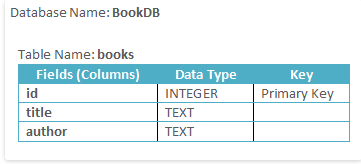 Database Name: BookDB
Table Name: books
Fields (Columns) Data Type Key
id INTEGER Primary Key
title TEXT
author TEXT